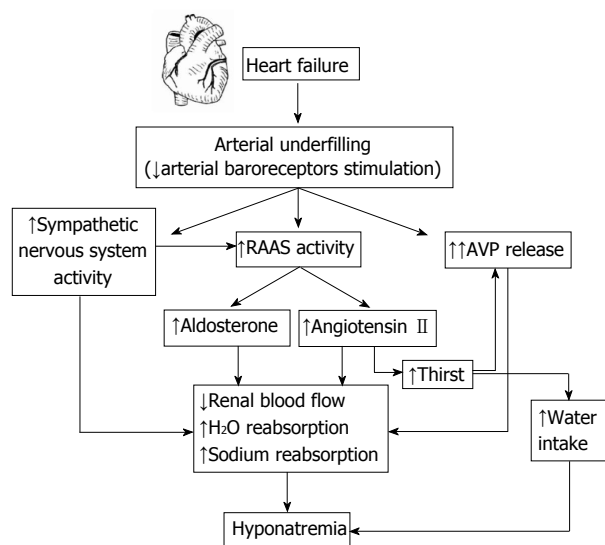 Heart failure
Arterial underfilling
(↓arterial baroreceptors stimulation)
↑Sympathetic
nervous system
activity
↑RAAS activity
↑↑AVP release
↑Aldosterone
↑Angiotensin Ⅱ
↑Thirst
↓Renal blood flow
↑H₂O reabsorption
↑Sodium reabsorption
↑Water
intake
Hyponatremia